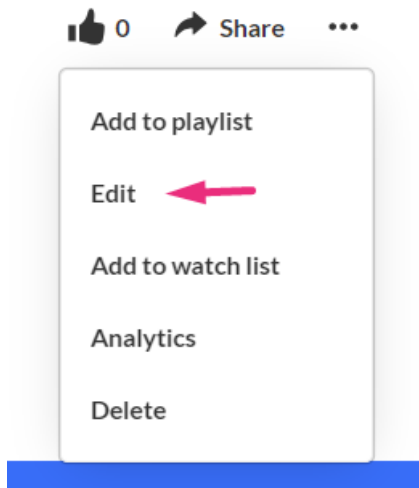 0 Share
Add to playlist
Edit
Add to watch list
Analytics
Delete